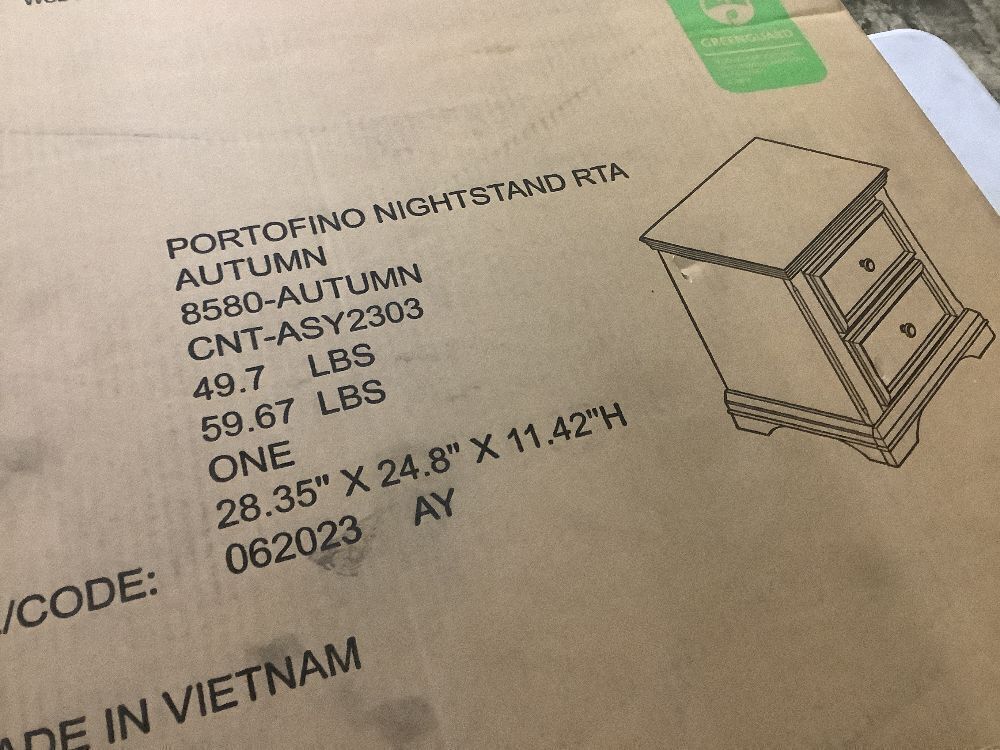 GREENGUARD
PORTOFINO NIGHTSTAND RTA
AUTUMN
8580-AUTUMN
CNT-ASY2303
49.7 LBS
59.67 LBS
ONE
28.35" X 24.8" X 11.42"H
062023 AY
/CODE:
ADE IN VIETNAM